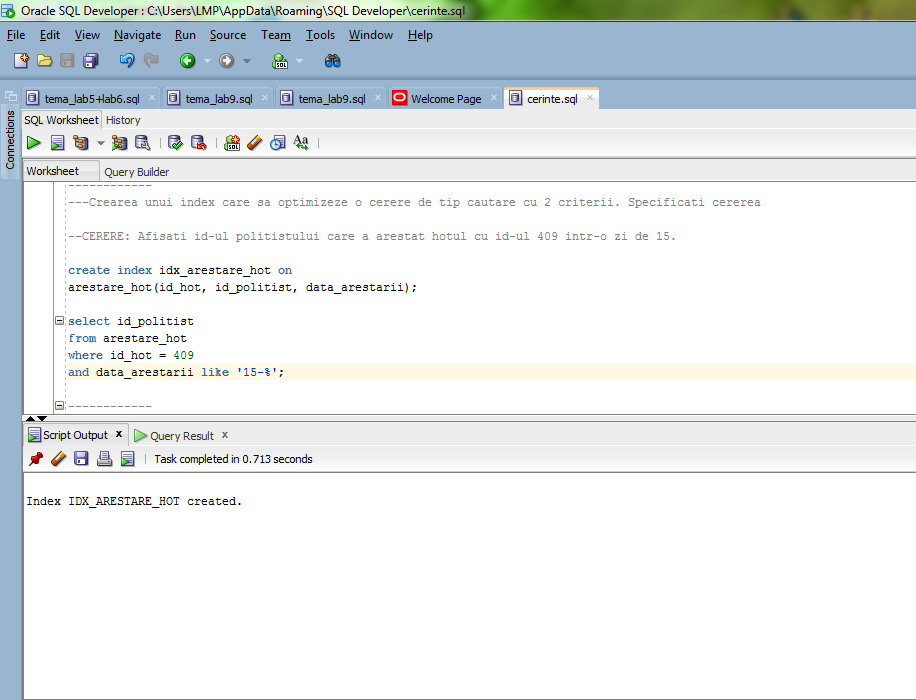 Oracle SQL Developer : C:\Users\LMP\AppData\Roaming\SQL Developer\cerinte.sql
File Edit View Navigate Run Source Team Tools Window Help
tema_lab5+lab6.sql tema_lab9.sql tema_lab9.sql Welcome Page cerinte.sql
Connections
SQL Worksheet History
Worksheet Query Builder
------------
---Crearea unui index care sa optimizeze o cerere de tip cautare cu 2 criterii. Specificati cererea
--CERERE: Afisati id-ul politistului care a arestat hotul cu id-ul 409 intr-o zi de 15.
create index idx_arestare_hot on
arestare_hot(id_hot, id_politist, data_arestarii);
select id_politist
from arestare_hot
where id_hot = 409
and data_arestarii like '15-%';
------------
Script Output x Query Result x
Task completed in 0.713 seconds
Index IDX_ARESTARE_HOT created.